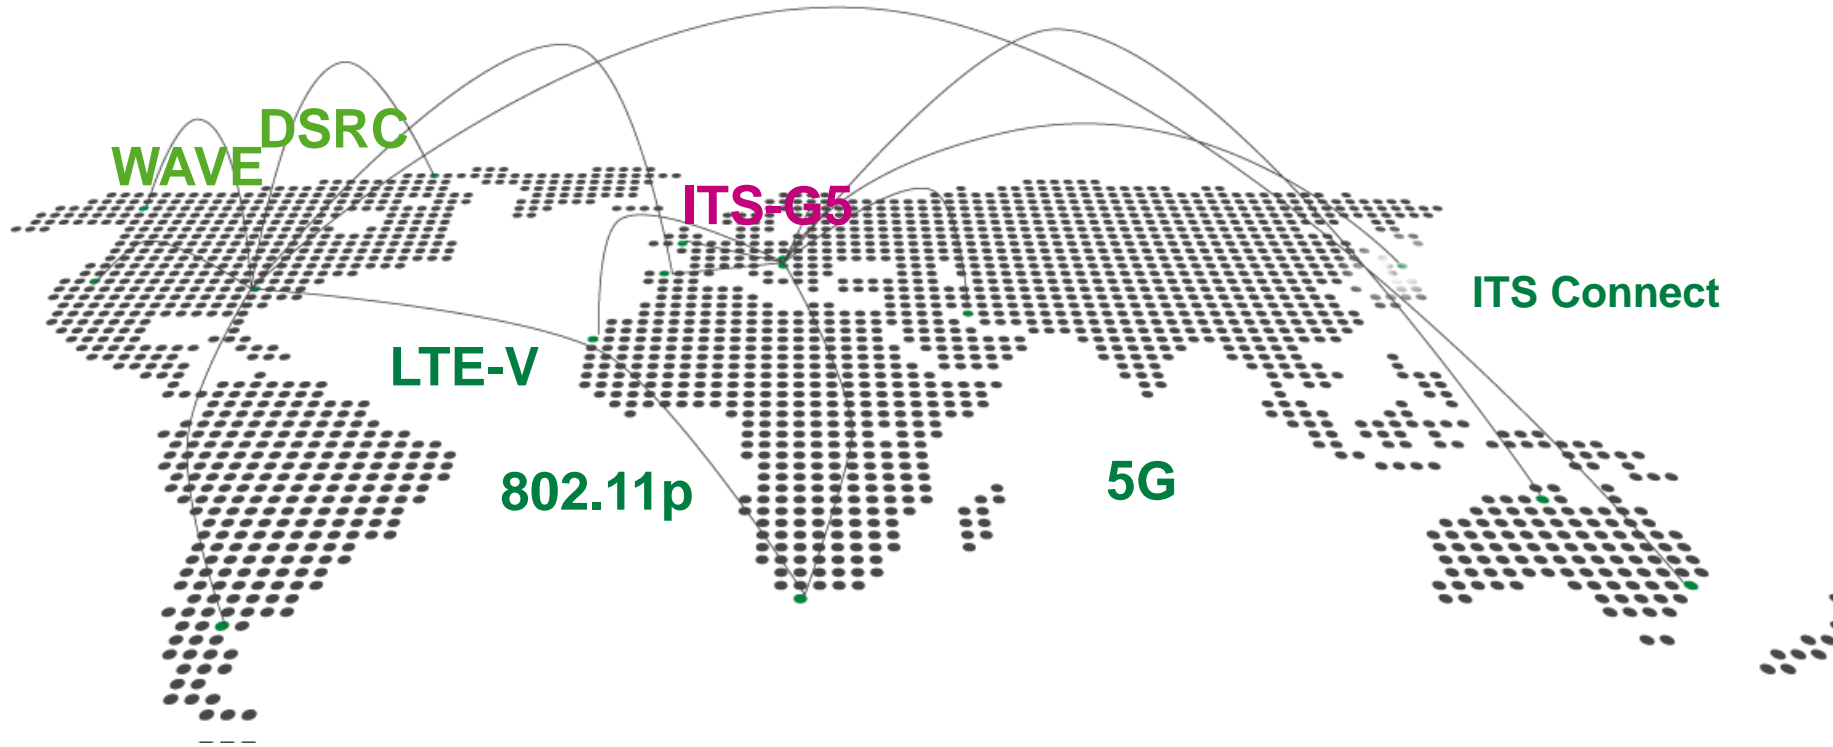 DSRC
WAVE
ITS-G5
ITS Connect
LTE-V
802.11p
5G